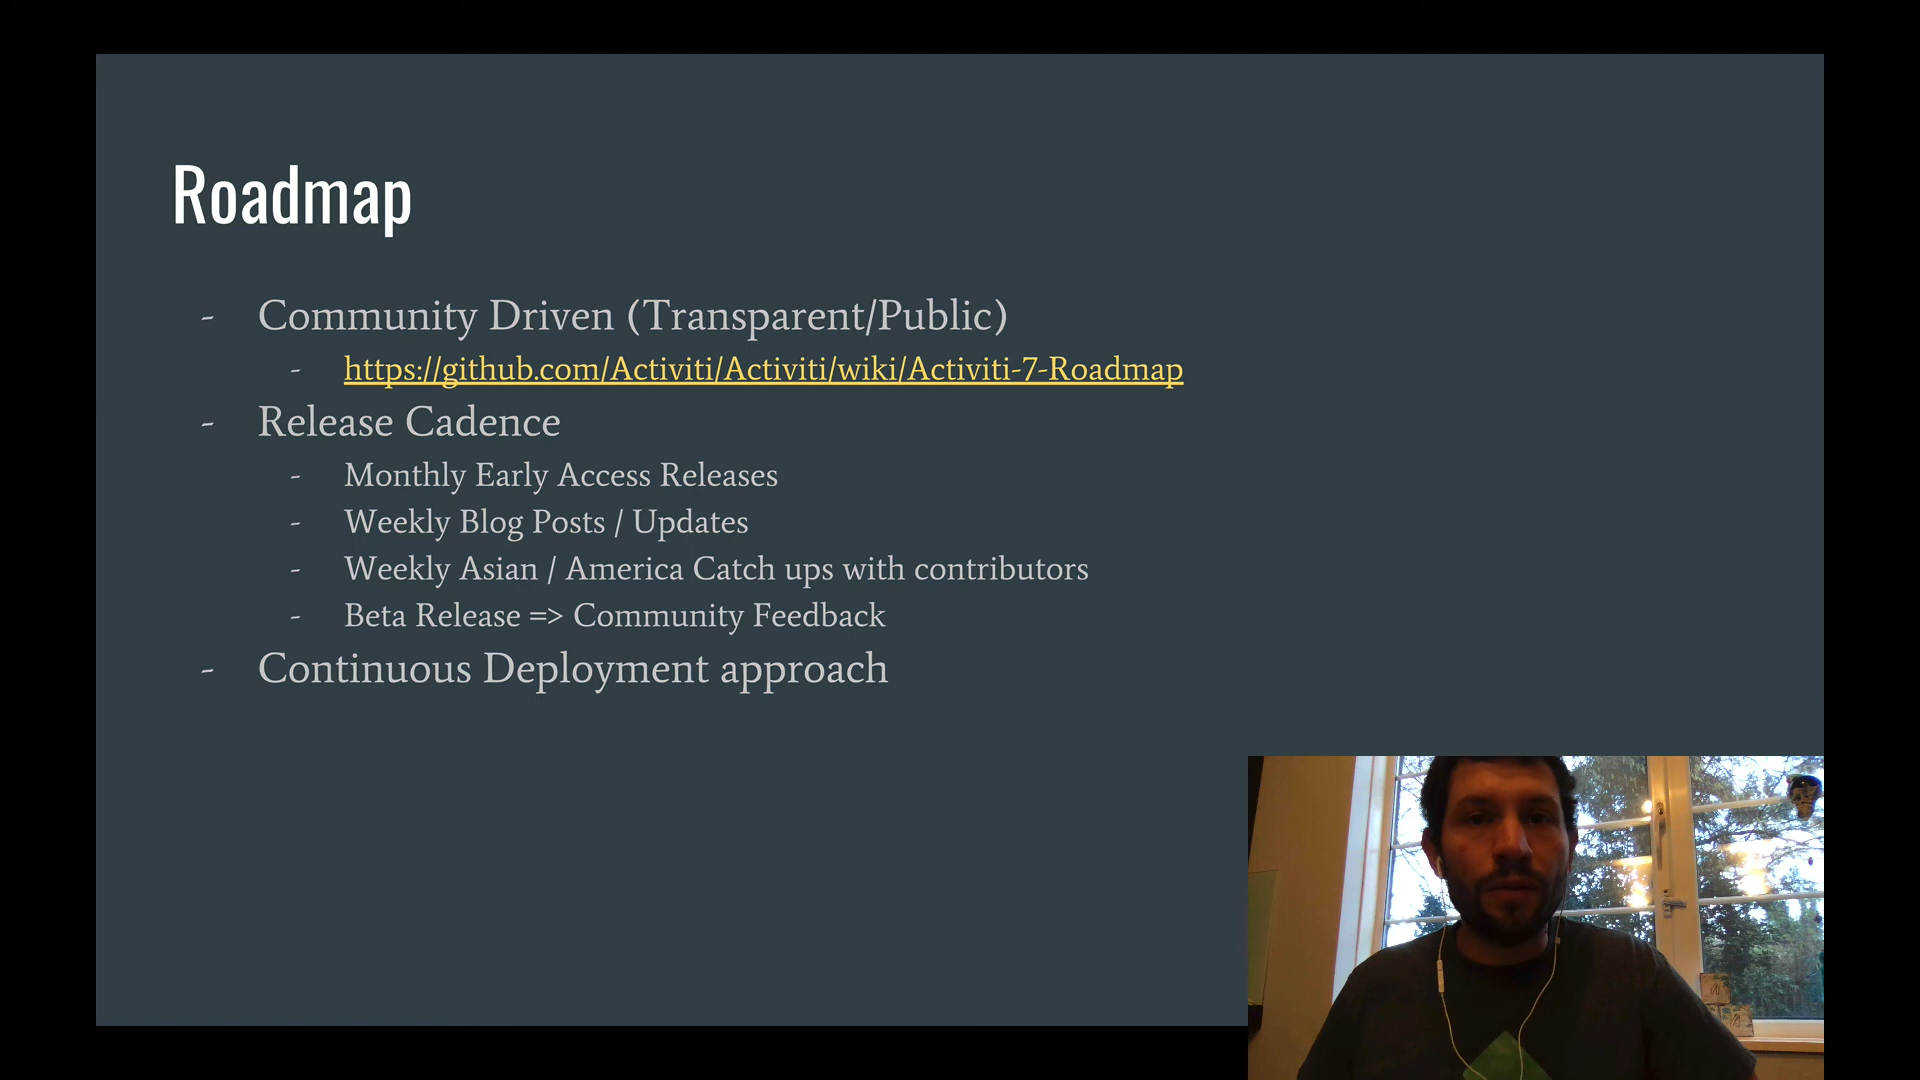 Roadmap
- Community Driven (Transparent/Public)
- https://github.com/Activiti/Activiti/wiki/Activiti-7-Roadmap
- Release Cadence
- Monthly Early Access Releases
- Weekly Blog Posts / Updates
- Weekly Asian / America Catch ups with contributors
- Beta Release => Community Feedback
- Continuous Deployment approach